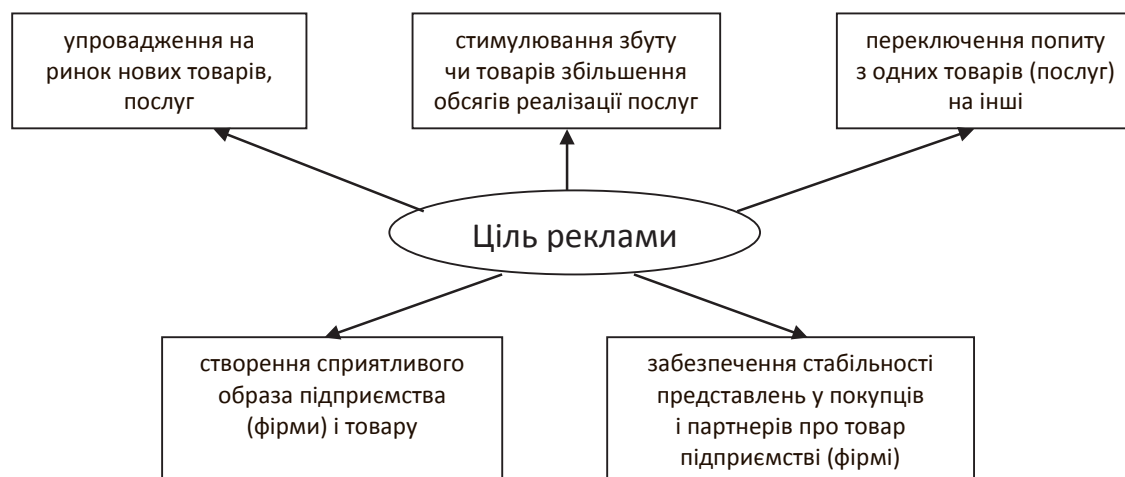 упровадження на
ринок нових товарів,
послуг
стимулювання збуту
чи товарів збільшення
обсягів реалізації послуг
переключення попиту
з одних товарів (послуг)
на інші
Ціль реклами
створення сприятливого
образа підприємства
(фірми) і товару
забезпечення стабільності
представлень у покупців
і партнерів про товар
підприємстві (фірмі)